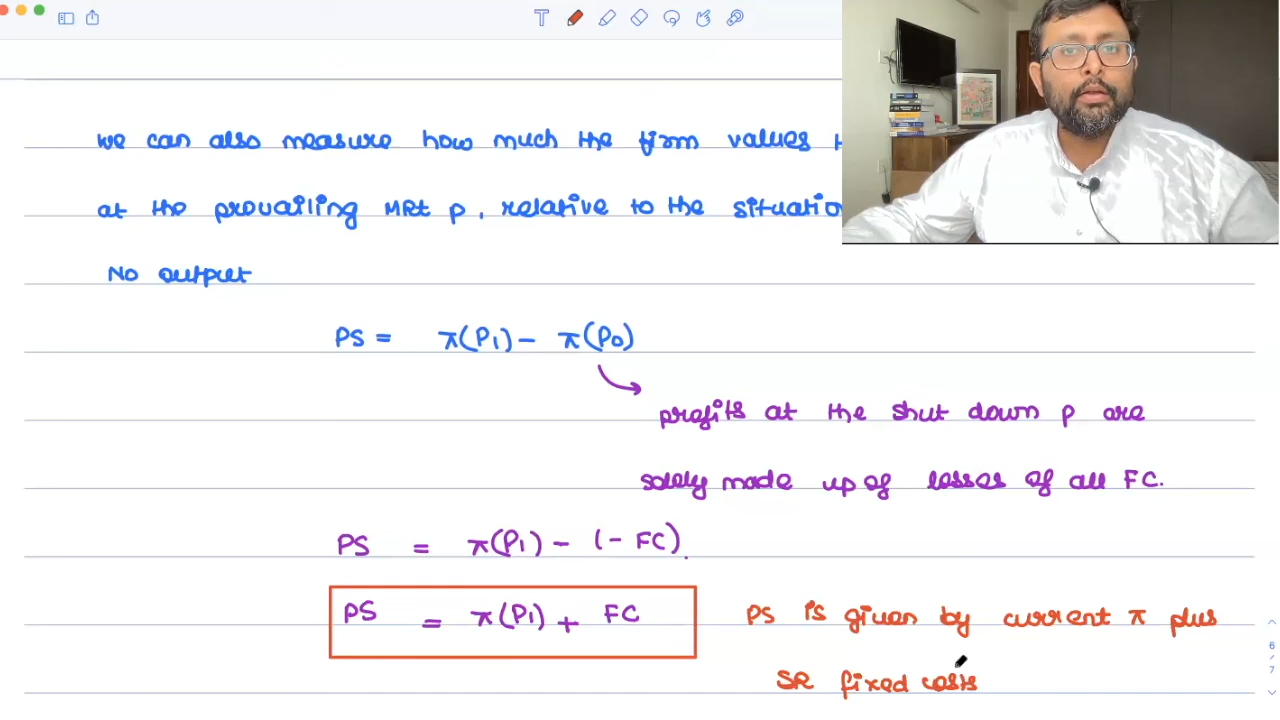 we can also measure how much the firm values
at the prevailing MRt p, relative to the situation
No output
PS = π(P1) - π(P0)
profits at the shut down p are
solely made up of losses of all FC.
PS = π(P1) - (- FC).
PS = π(P1) + FC
PS is given by current π plus
SR fixed costs
6
/
7